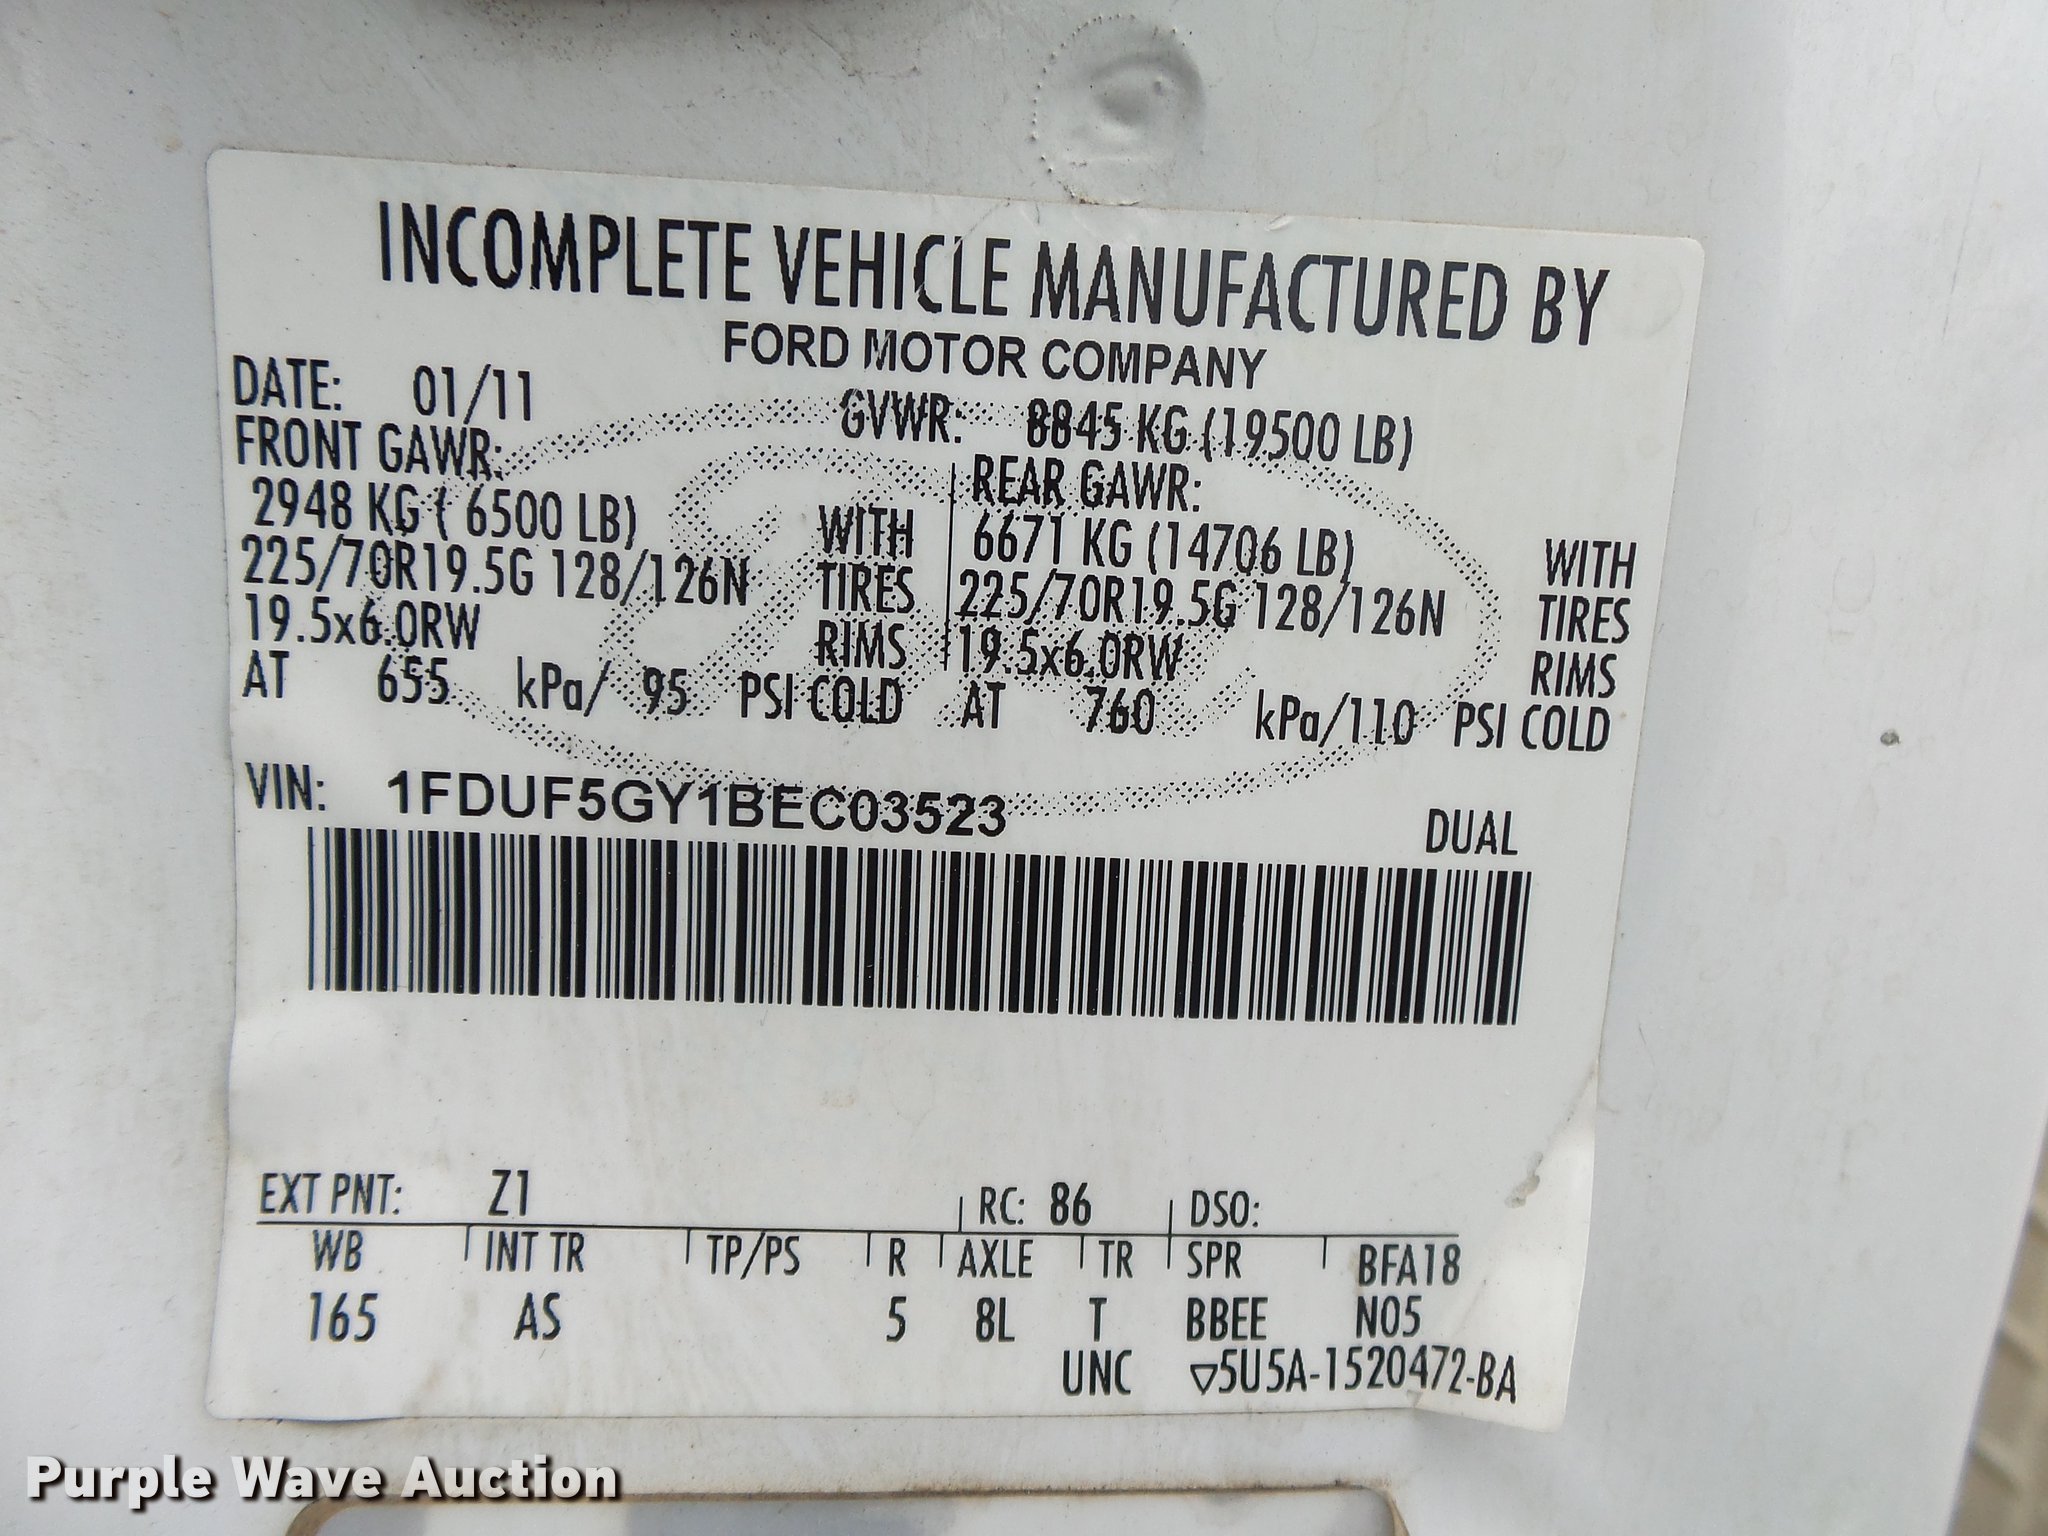 INCOMPLETE VEHICLE MANUFACTURED BY
FORD MOTOR COMPANY
DATE: 01/11 GVWR: 8845 KG (19500 LB)
FRONT GAWR: REAR GAWR:
2948 KG ( 6500 LB) WITH 6671 KG (14706 LB) WITH
225/70R19.5G 128/126N TIRES 225/70R19.5G 128/126N TIRES
19.5x6.0RW RIMS 19.5x6.0RW RIMS
AT 655 kPa/ 95 PSI COLD AT 760 kPa/110 PSI COLD
VIN: 1FDUF5GY1BEC03523
DUAL
EXT PNT: Z1 RC: 86 DSO:
WB INT TR TP/PS R AXLE TR SPR BFA18
165 AS 5 8L T BBEE N05
UNC ▽5U5A-1520472-BA
Purple Wave Auction